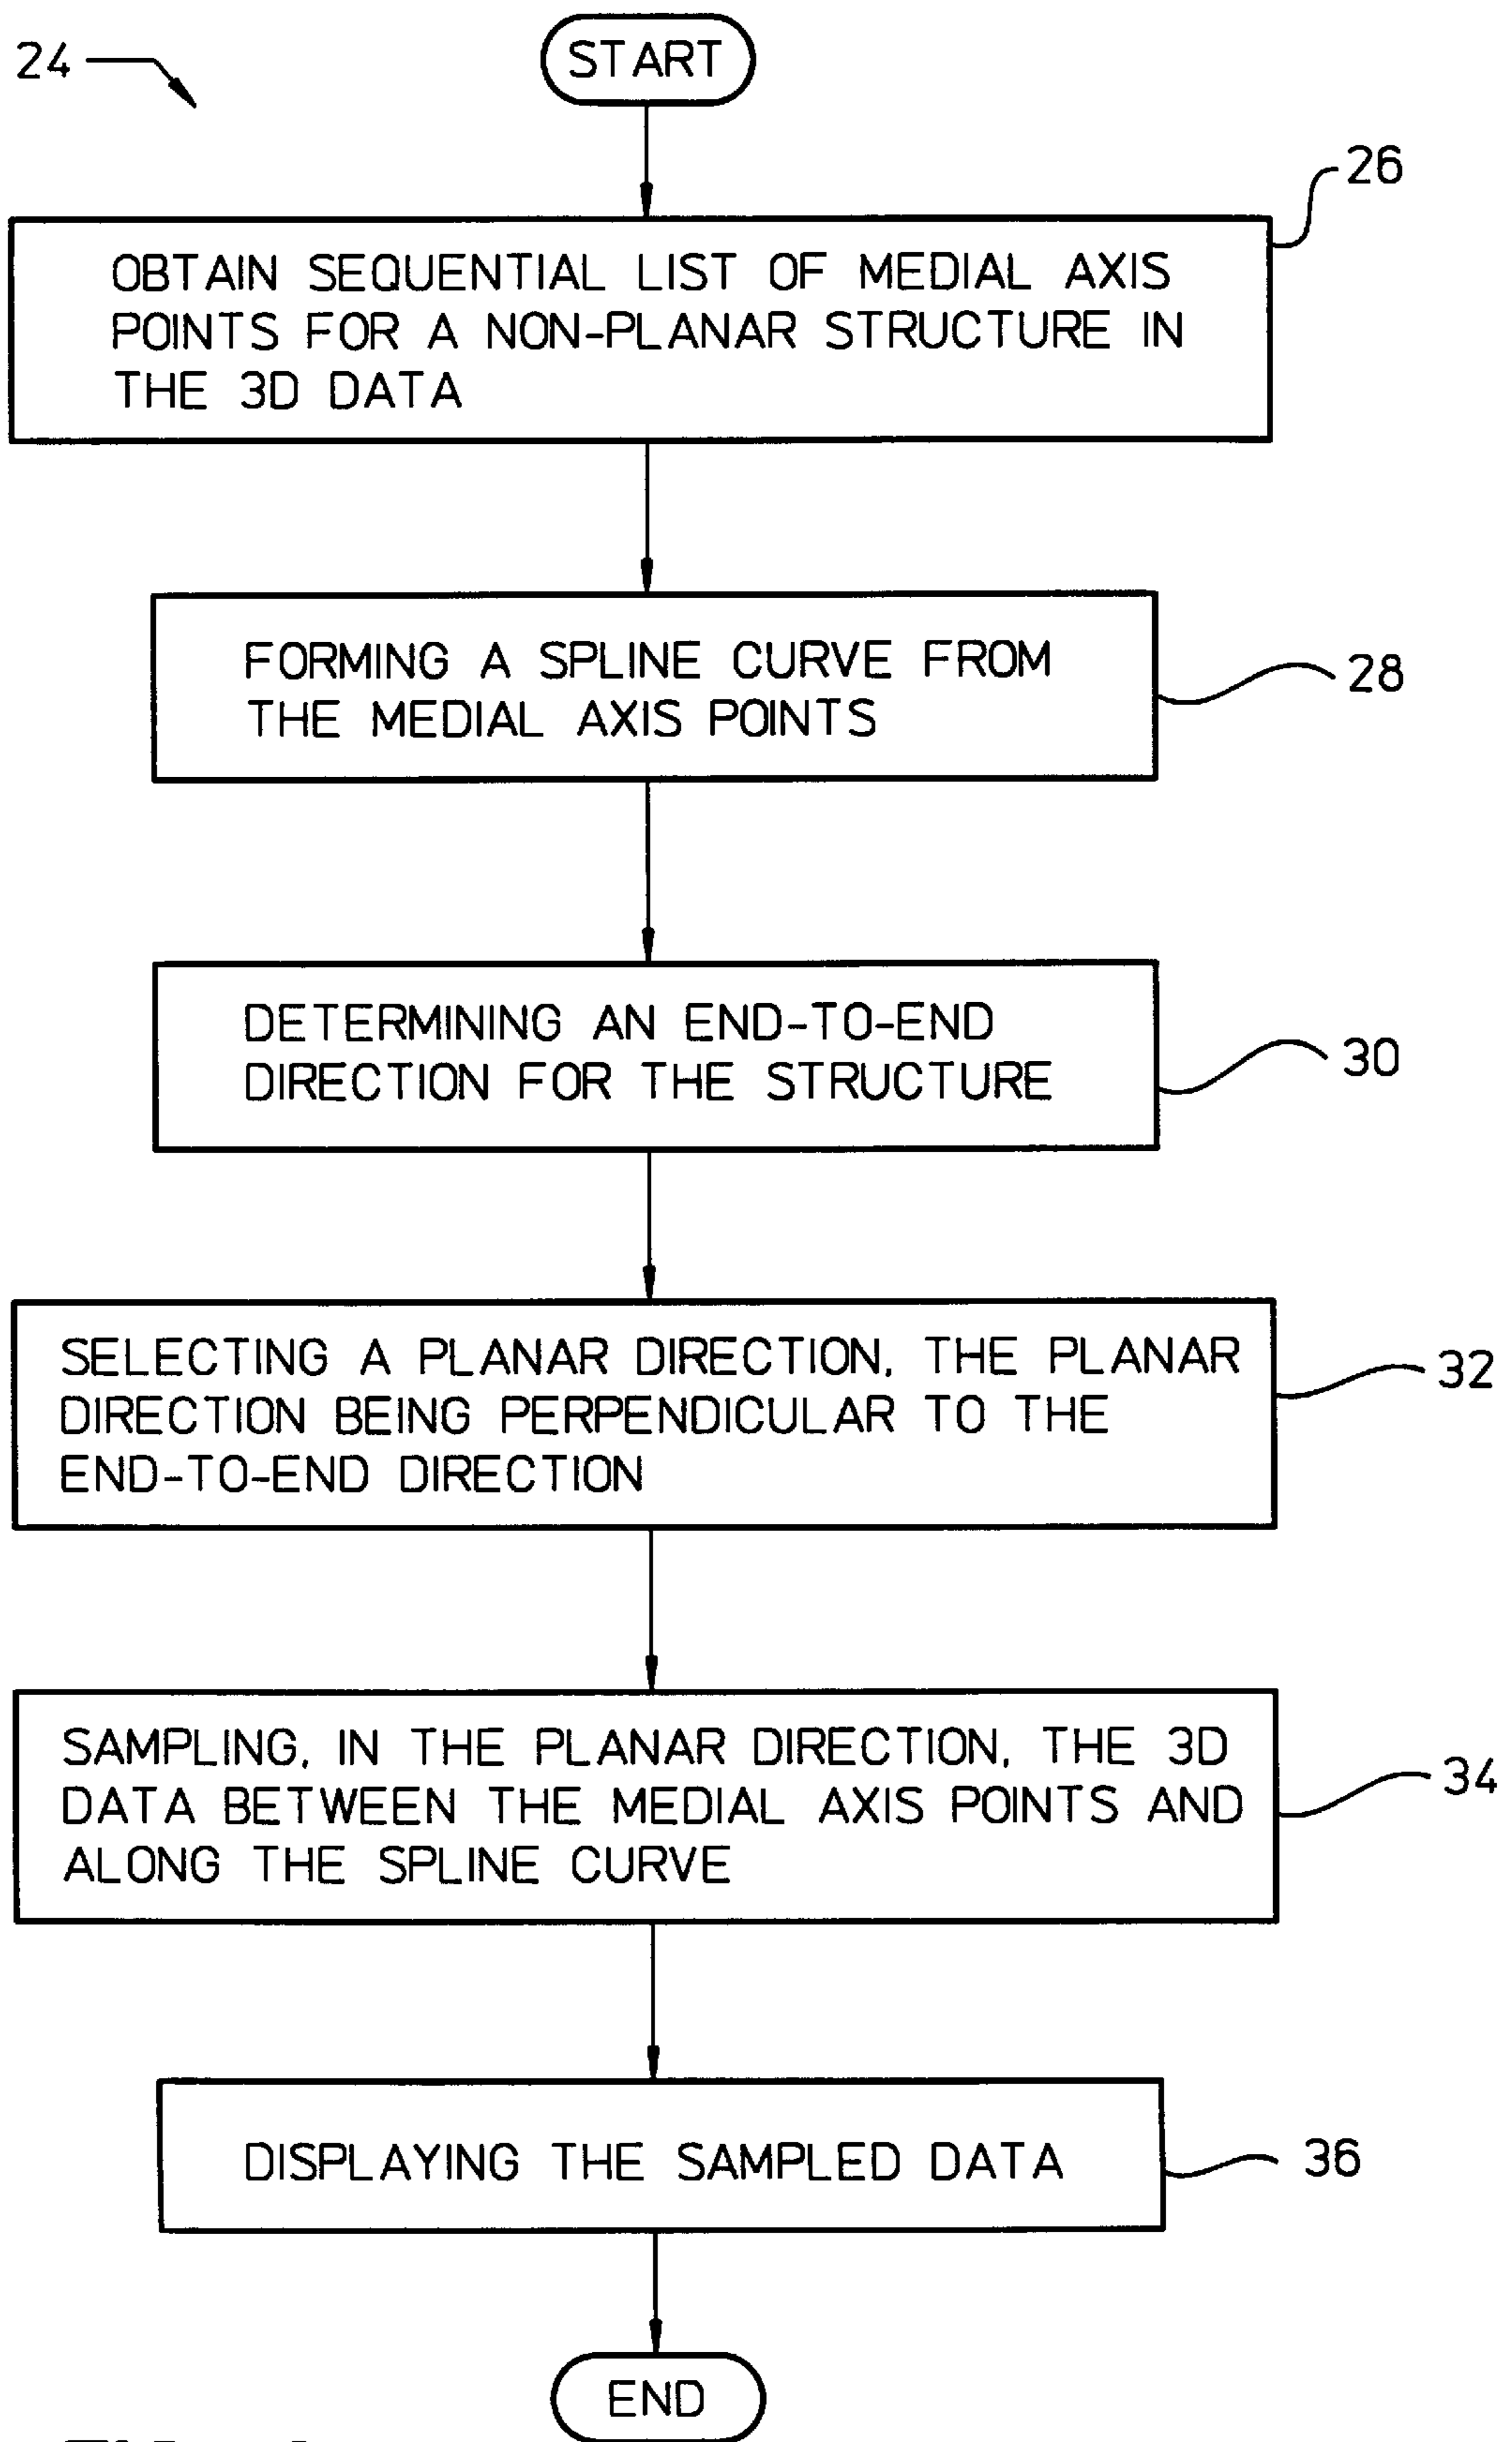 24
START
26
OBTAIN SEQUENTIAL LIST OF MEDIAL AXIS
POINTS FOR A NON-PLANAR STRUCTURE IN
THE 3D DATA
FORMING A SPLINE CURVE FROM
THE MEDIAL AXIS POINTS
28
DETERMINING AN END-TO-END
DIRECTION FOR THE STRUCTURE
30
SELECTING A PLANAR DIRECTION, THE PLANAR
DIRECTION BEING PERPENDICULAR TO THE
END-TO-END DIRECTION
32
SAMPLING, IN THE PLANAR DIRECTION, THE 3D
DATA BETWEEN THE MEDIAL AXIS POINTS AND
ALONG THE SPLINE CURVE
34
DISPLAYING THE SAMPLED DATA
36
END